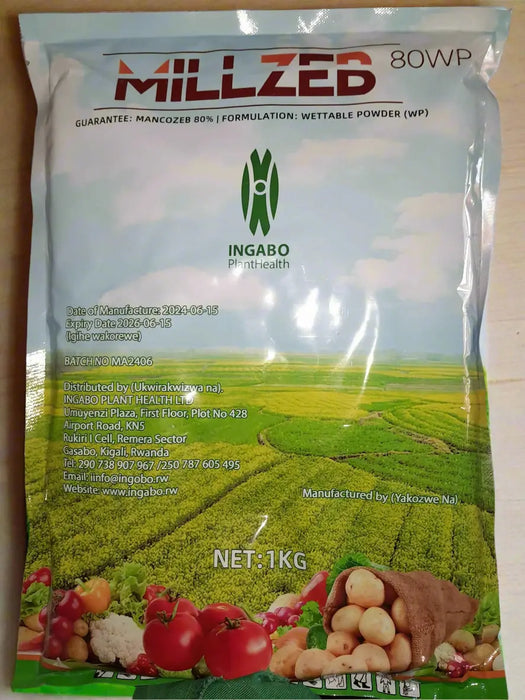 MILLZEB 80WP
GUARANTEE: MANCOZEB 80% | FORMULATION: WETTABLE POWDER (WP)
INGABO
PlantHealth
Date of Manufacture: 2024-06-15
Expiry Date 2026-06-15
(Igihe wakorewe)
BATCH NO MA2406
Distributed by (Ukwirakwizwa na),
INGABO PLANT HEALTH LTD
Umuyenzi Plaza, First Floor, Plot No 428
Airport Road, KN5
Rukiri I Cell, Remera Sector
Gasabo, Kigali, Rwanda
Tel: 290 738 907 967 /250 787 605 495
Email: iinfo@ingobo.rw
Website: www.ingabo.rw
Manufactured by (Yakozwe Na)
NET:1KG